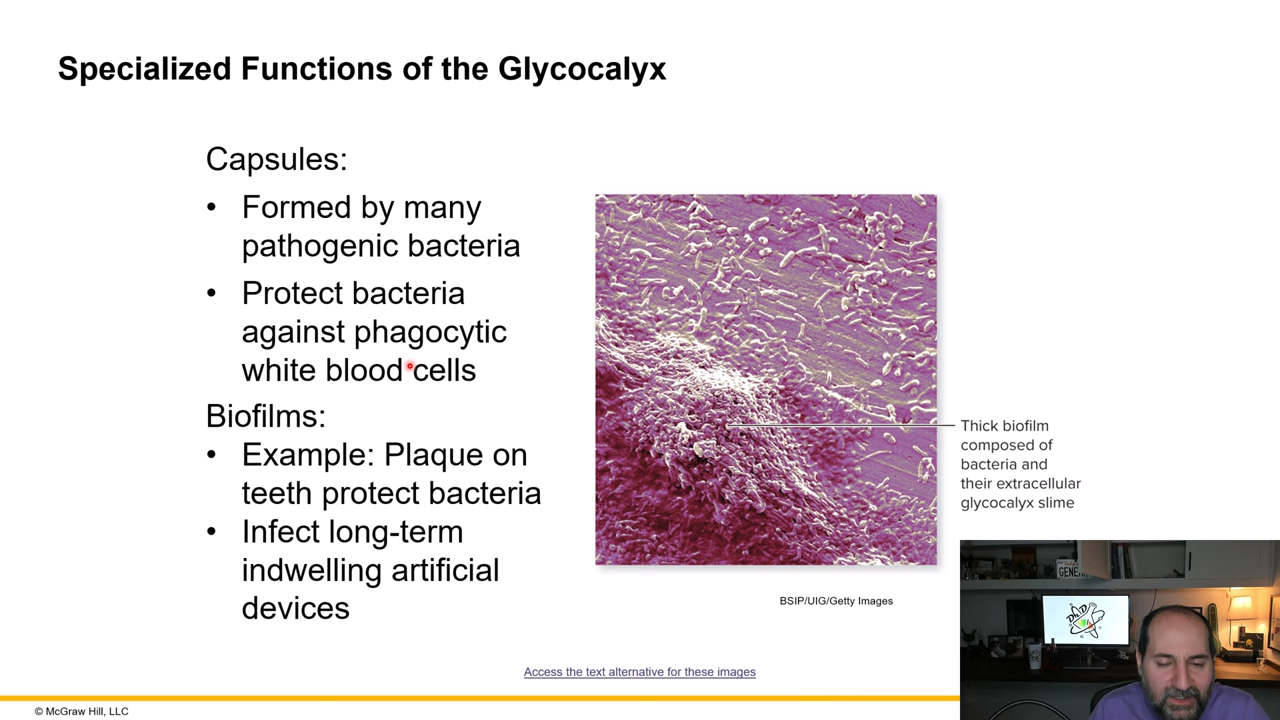 Specialized Functions of the Glycocalyx
Capsules:
• Formed by many
pathogenic bacteria
• Protect bacteria
against phagocytic
white blood cells
Biofilms:
• Example: Plaque on
teeth protect bacteria
• Infect long-term
indwelling artificial
devices
Thick biofilm
composed of
bacteria and
their extracellular
glycocalyx slime
BSIP/UIG/Getty Images
Access the text alternative for these images
© McGraw Hill, LLC